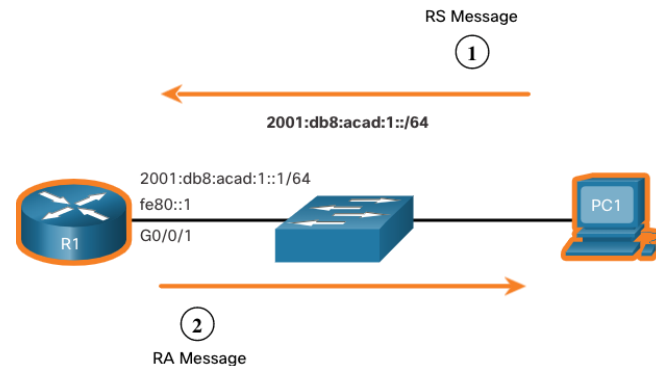 RS Message
1
2001:db8:acad:1::/64
2001:db8:acad:1::1/64
fe80::1
G0/0/1
R1
PC1
2
RA Message